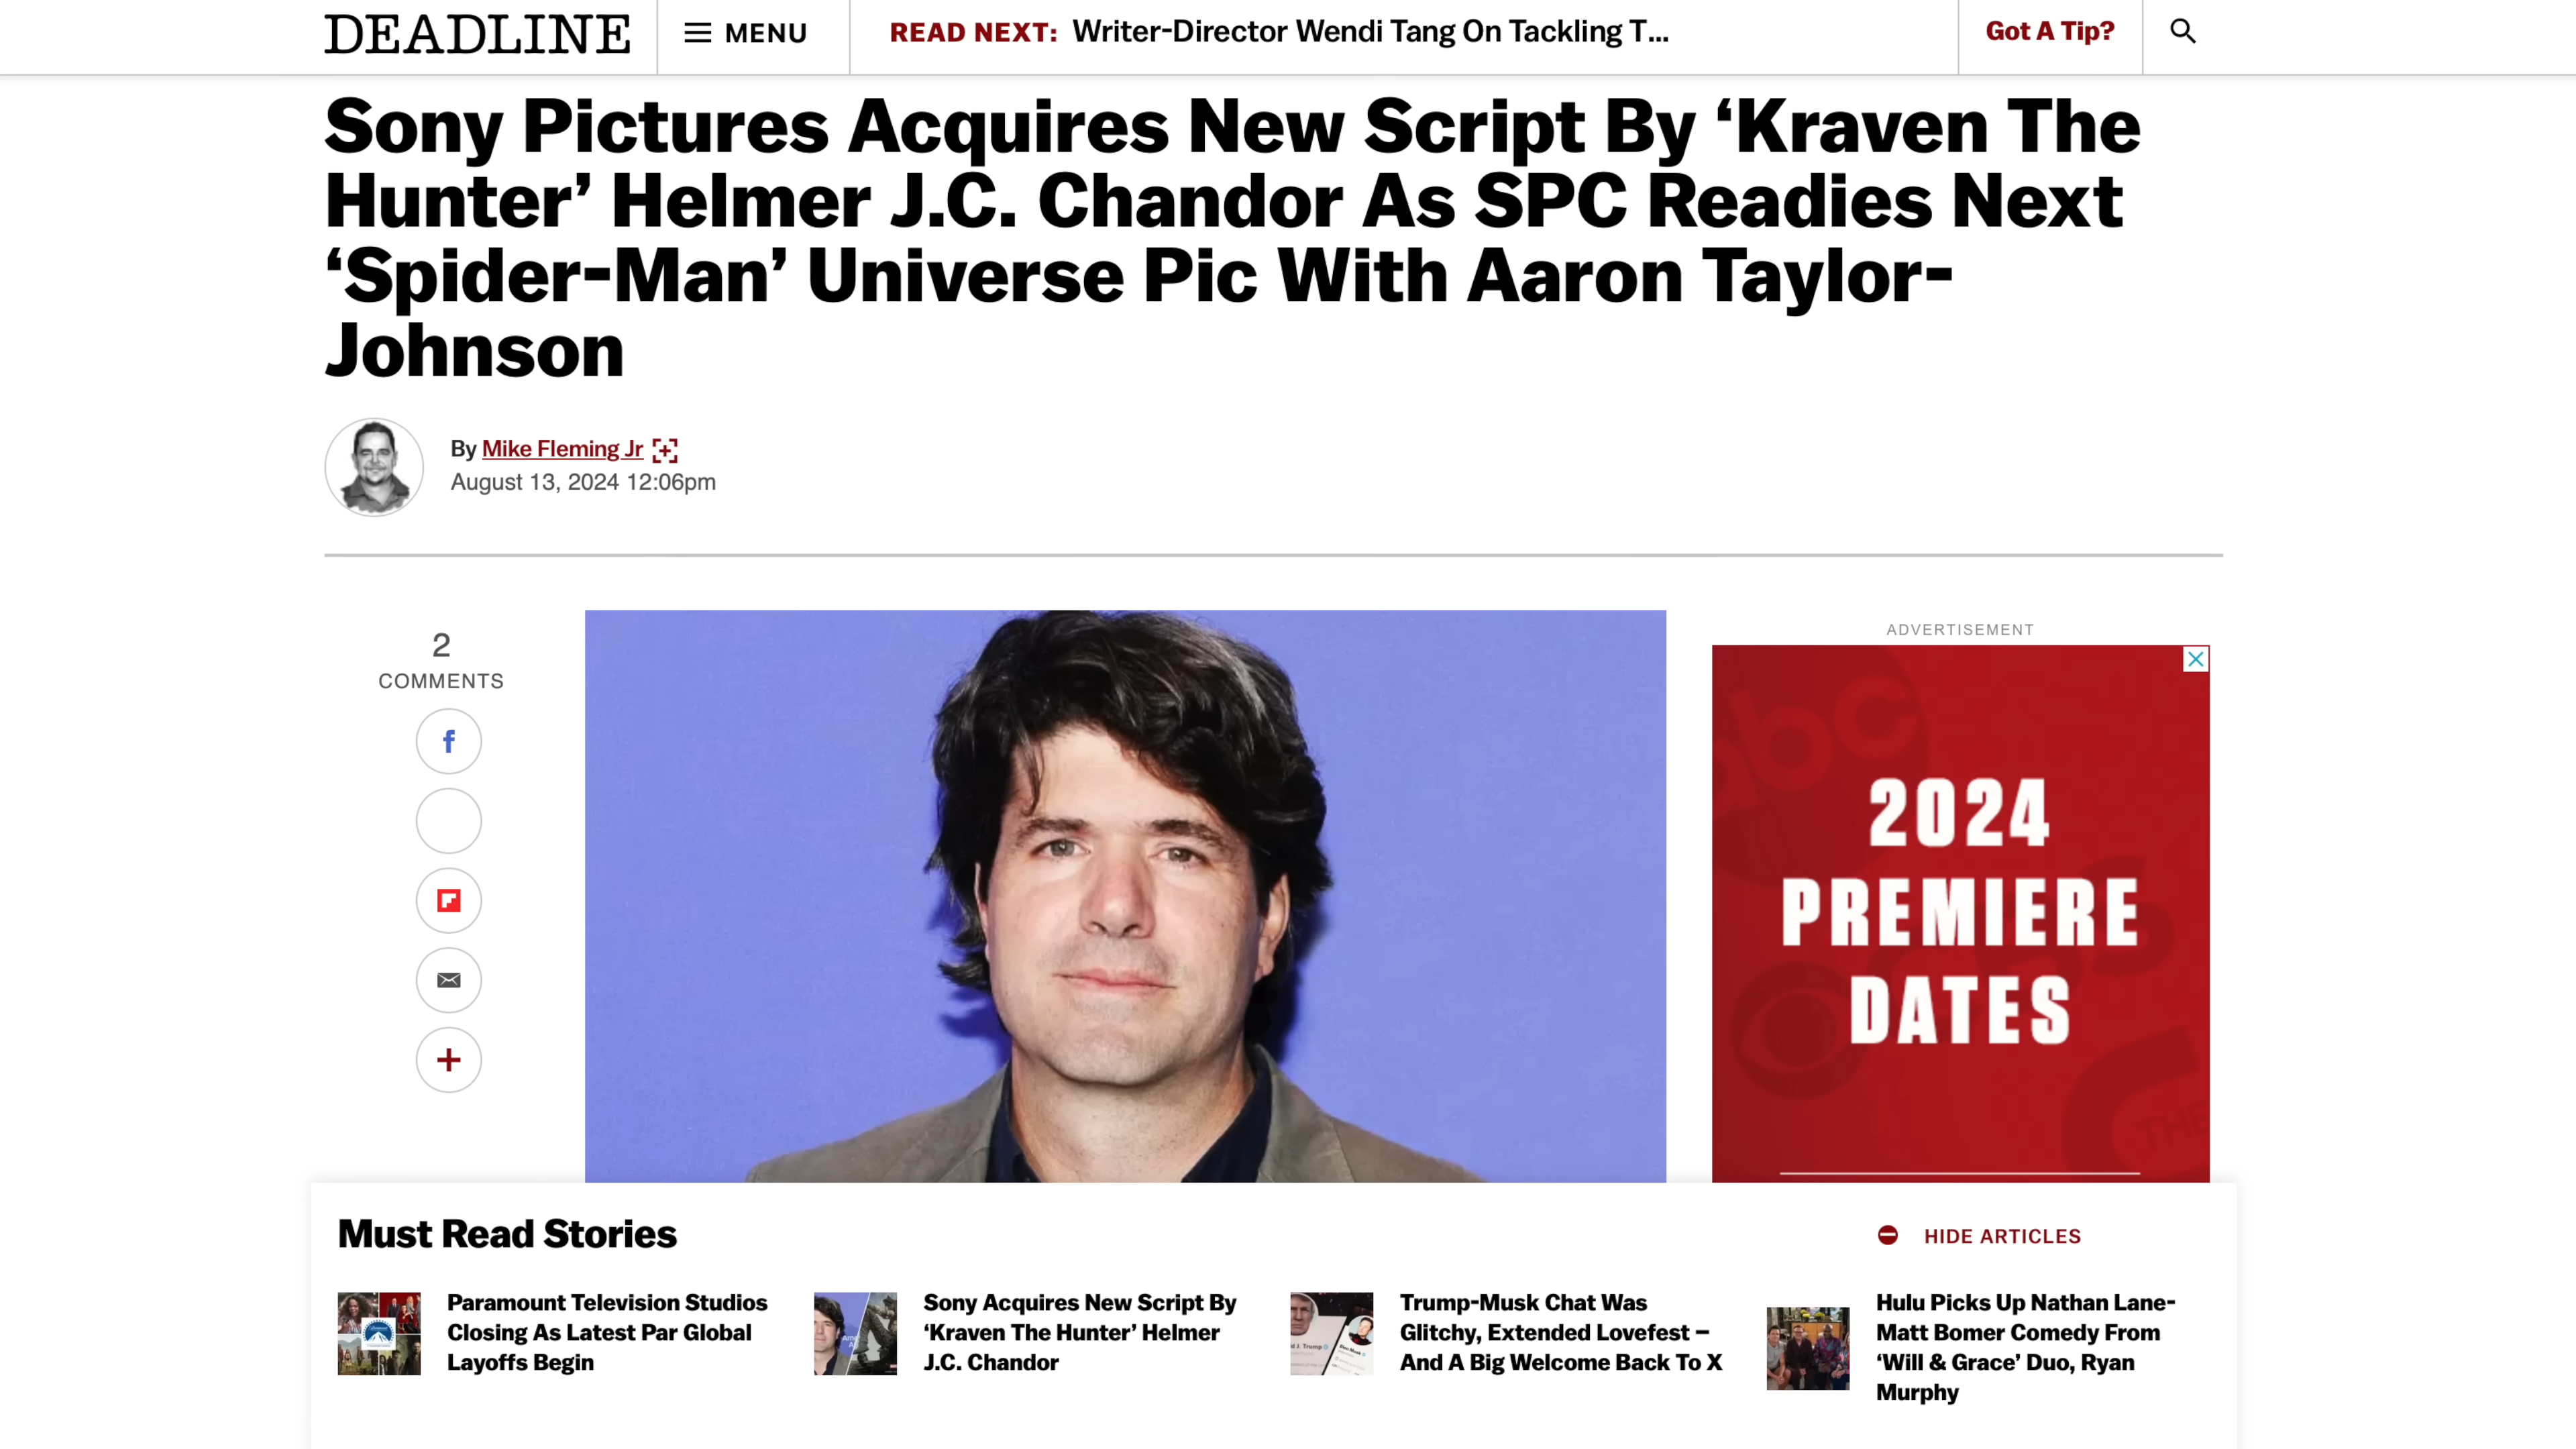 DEADLINE
MENU
READ NEXT: Writer-Director Wendi Tang On Tackling T...
Got A Tip?
Sony Pictures Acquires New Script By ‘Kraven The
Hunter’ Helmer J.C. Chandor As SPC Readies Next
‘Spider-Man’ Universe Pic With Aaron Taylor-
Johnson
By Mike Fleming Jr
August 13, 2024 12:06pm
2
COMMENTS
ADVERTISEMENT
abc
2024
PREMIERE
DATES
THE
Must Read Stories
HIDE ARTICLES
Paramount Television Studios
Closing As Latest Par Global
Layoffs Begin
Sony Acquires New Script By
‘Kraven The Hunter’ Helmer
J.C. Chandor
Trump-Musk Chat Was
Glitchy, Extended Lovefest –
And A Big Welcome Back To X
Hulu Picks Up Nathan Lane-
Matt Bomer Comedy From
‘Will & Grace’ Duo, Ryan
Murphy